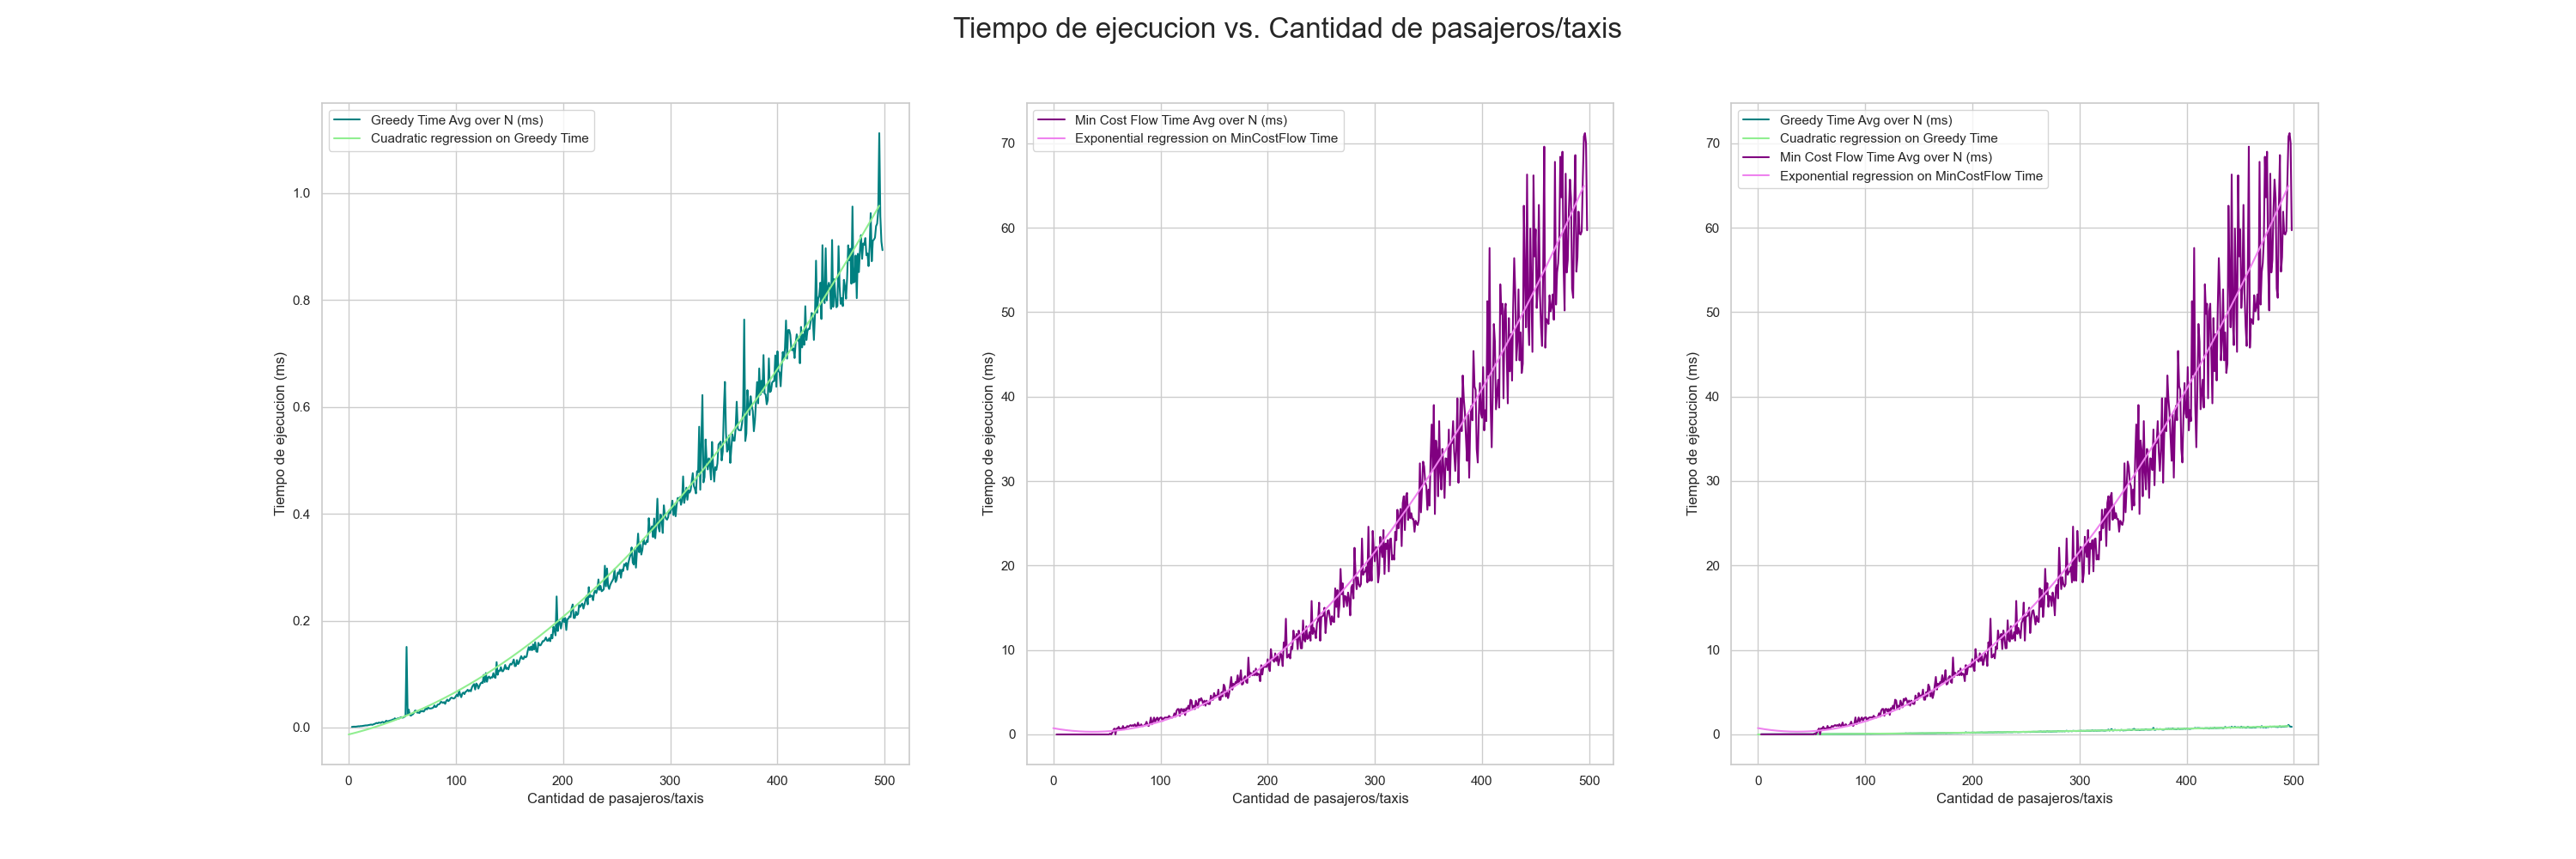 Tiempo de ejecucion vs. Cantidad de pasajeros/taxis
Greedy Time Avg over N (ms)
Cuadratic regression on Greedy Time
1.0
0.8
0.6
0.4
0.2
0.0
Tiempo de ejecucion (ms)
0 100 200 300 400 500
Cantidad de pasajeros/taxis
Min Cost Flow Time Avg over N (ms)
Exponential regression on MinCostFlow Time
70
60
50
40
30
20
10
0
Tiempo de ejecucion (ms)
0 100 200 300 400 500
Cantidad de pasajeros/taxis
Greedy Time Avg over N (ms)
Cuadratic regression on Greedy Time
Min Cost Flow Time Avg over N (ms)
Exponential regression on MinCostFlow Time
70
60
50
40
30
20
10
0
Tiempo de ejecucion (ms)
0 100 200 300 400 500
Cantidad de pasajeros/taxis